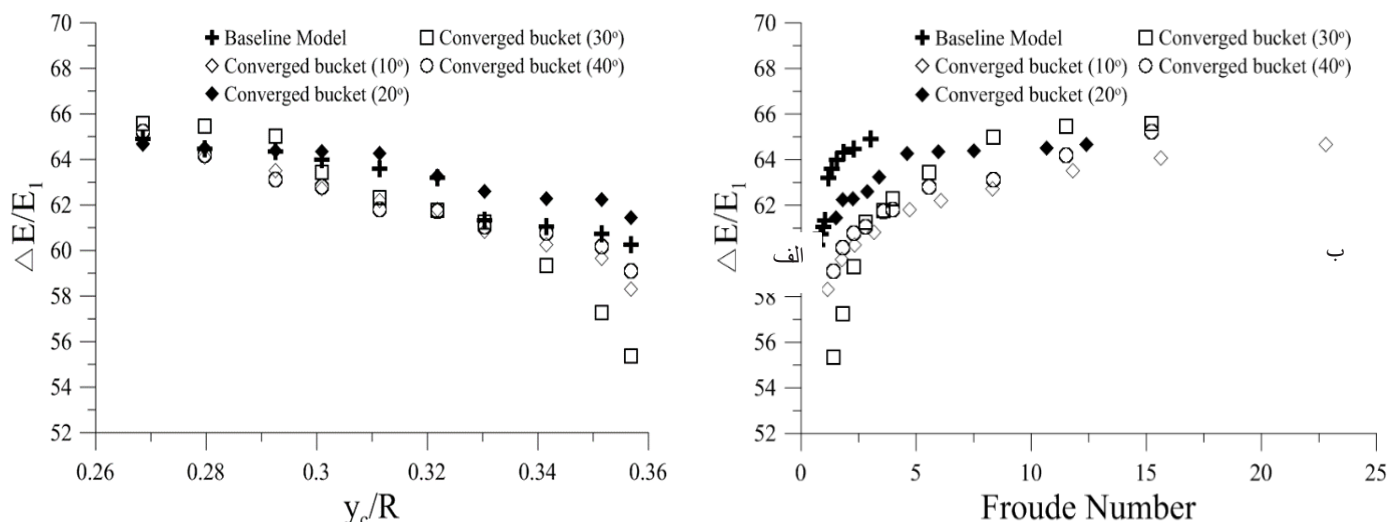 △E/E₁
70
68
66
64
62
60
58
56
54
52
Baseline Model
Converged bucket (10°)
Converged bucket (20°)
Converged bucket (30°)
Converged bucket (40°)
0.26
0.28
0.3
0.32
0.34
0.36
y_c/R
△E/E₁
70
68
66
64
62
58
56
54
52
Baseline Model
Converged bucket (10°)
Converged bucket (20°)
Converged bucket (30°)
Converged bucket (40°)
0
5
10
15
20
25
Froude Number